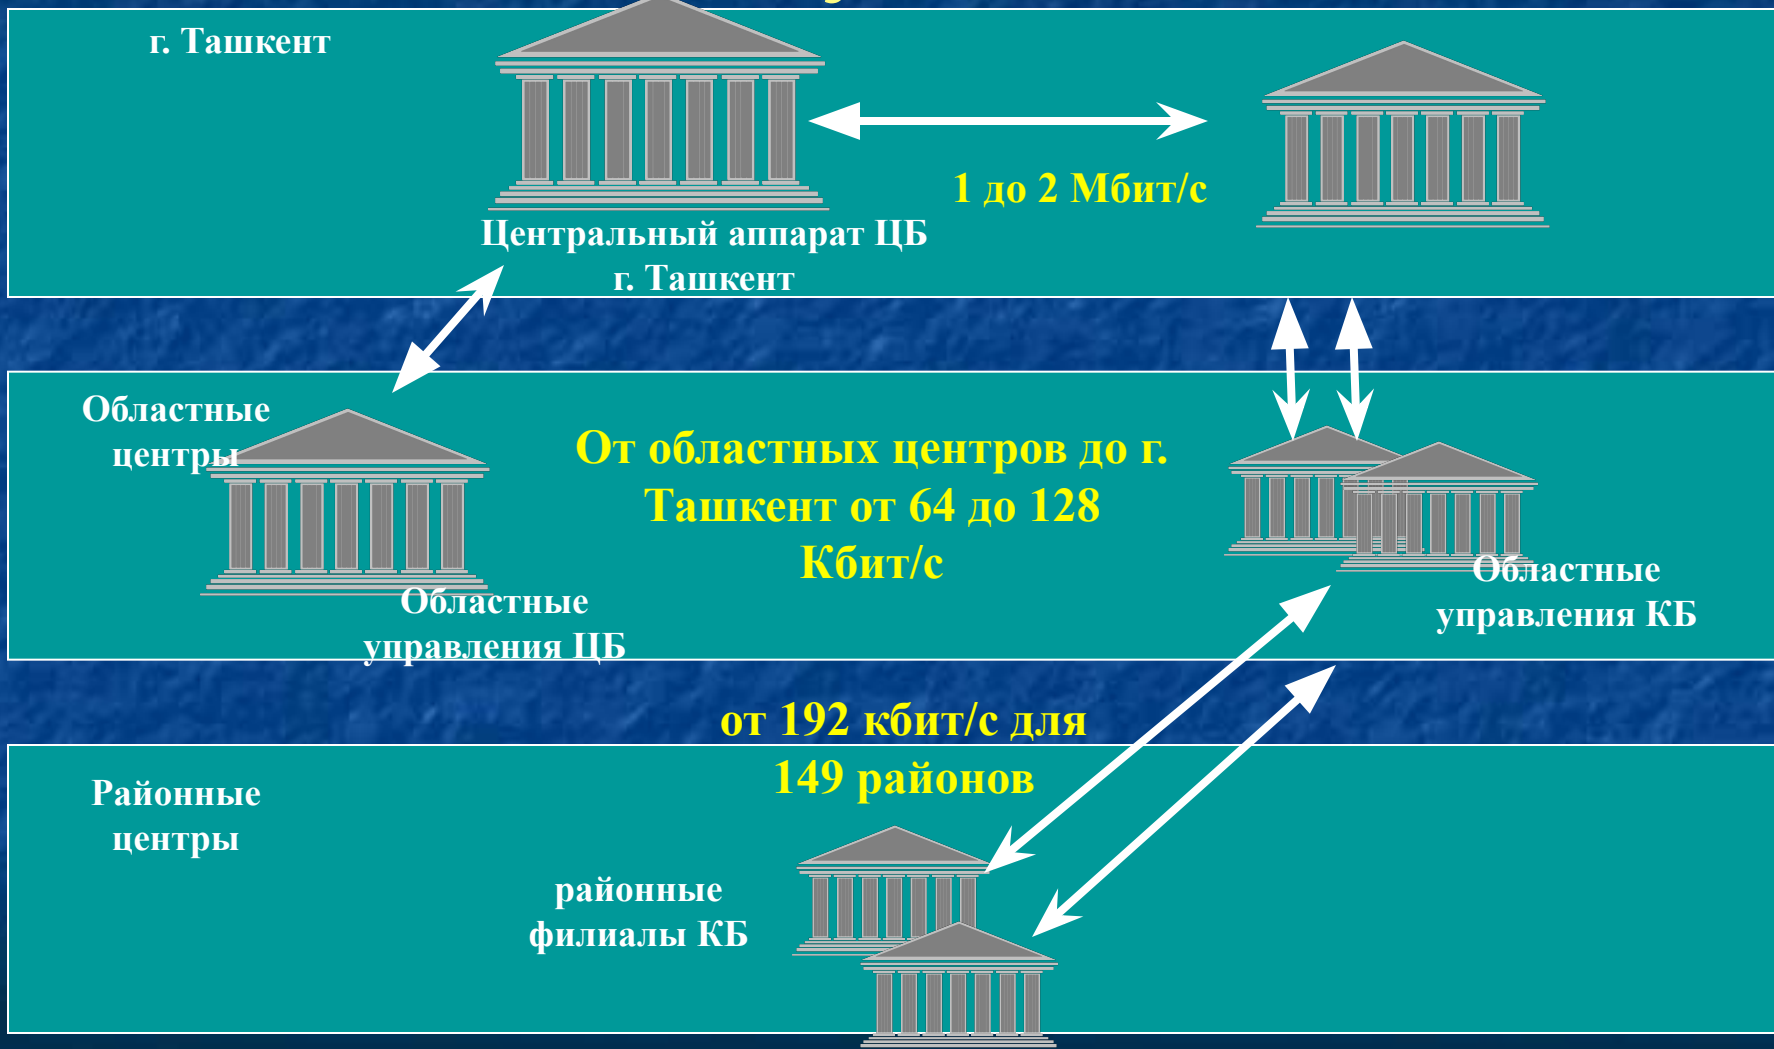 г. Ташкент
1 до 2 Мбит/с
Центральный аппарат ЦБ
г. Ташкент
Областные
центры
От областных центров до г.
Ташкент от 64 до 128
Кбит/с
Областные
управления ЦБ
Областные
управления КБ
от 192 кбит/с для
149 районов
Районные
центры
районные
филиалы КБ